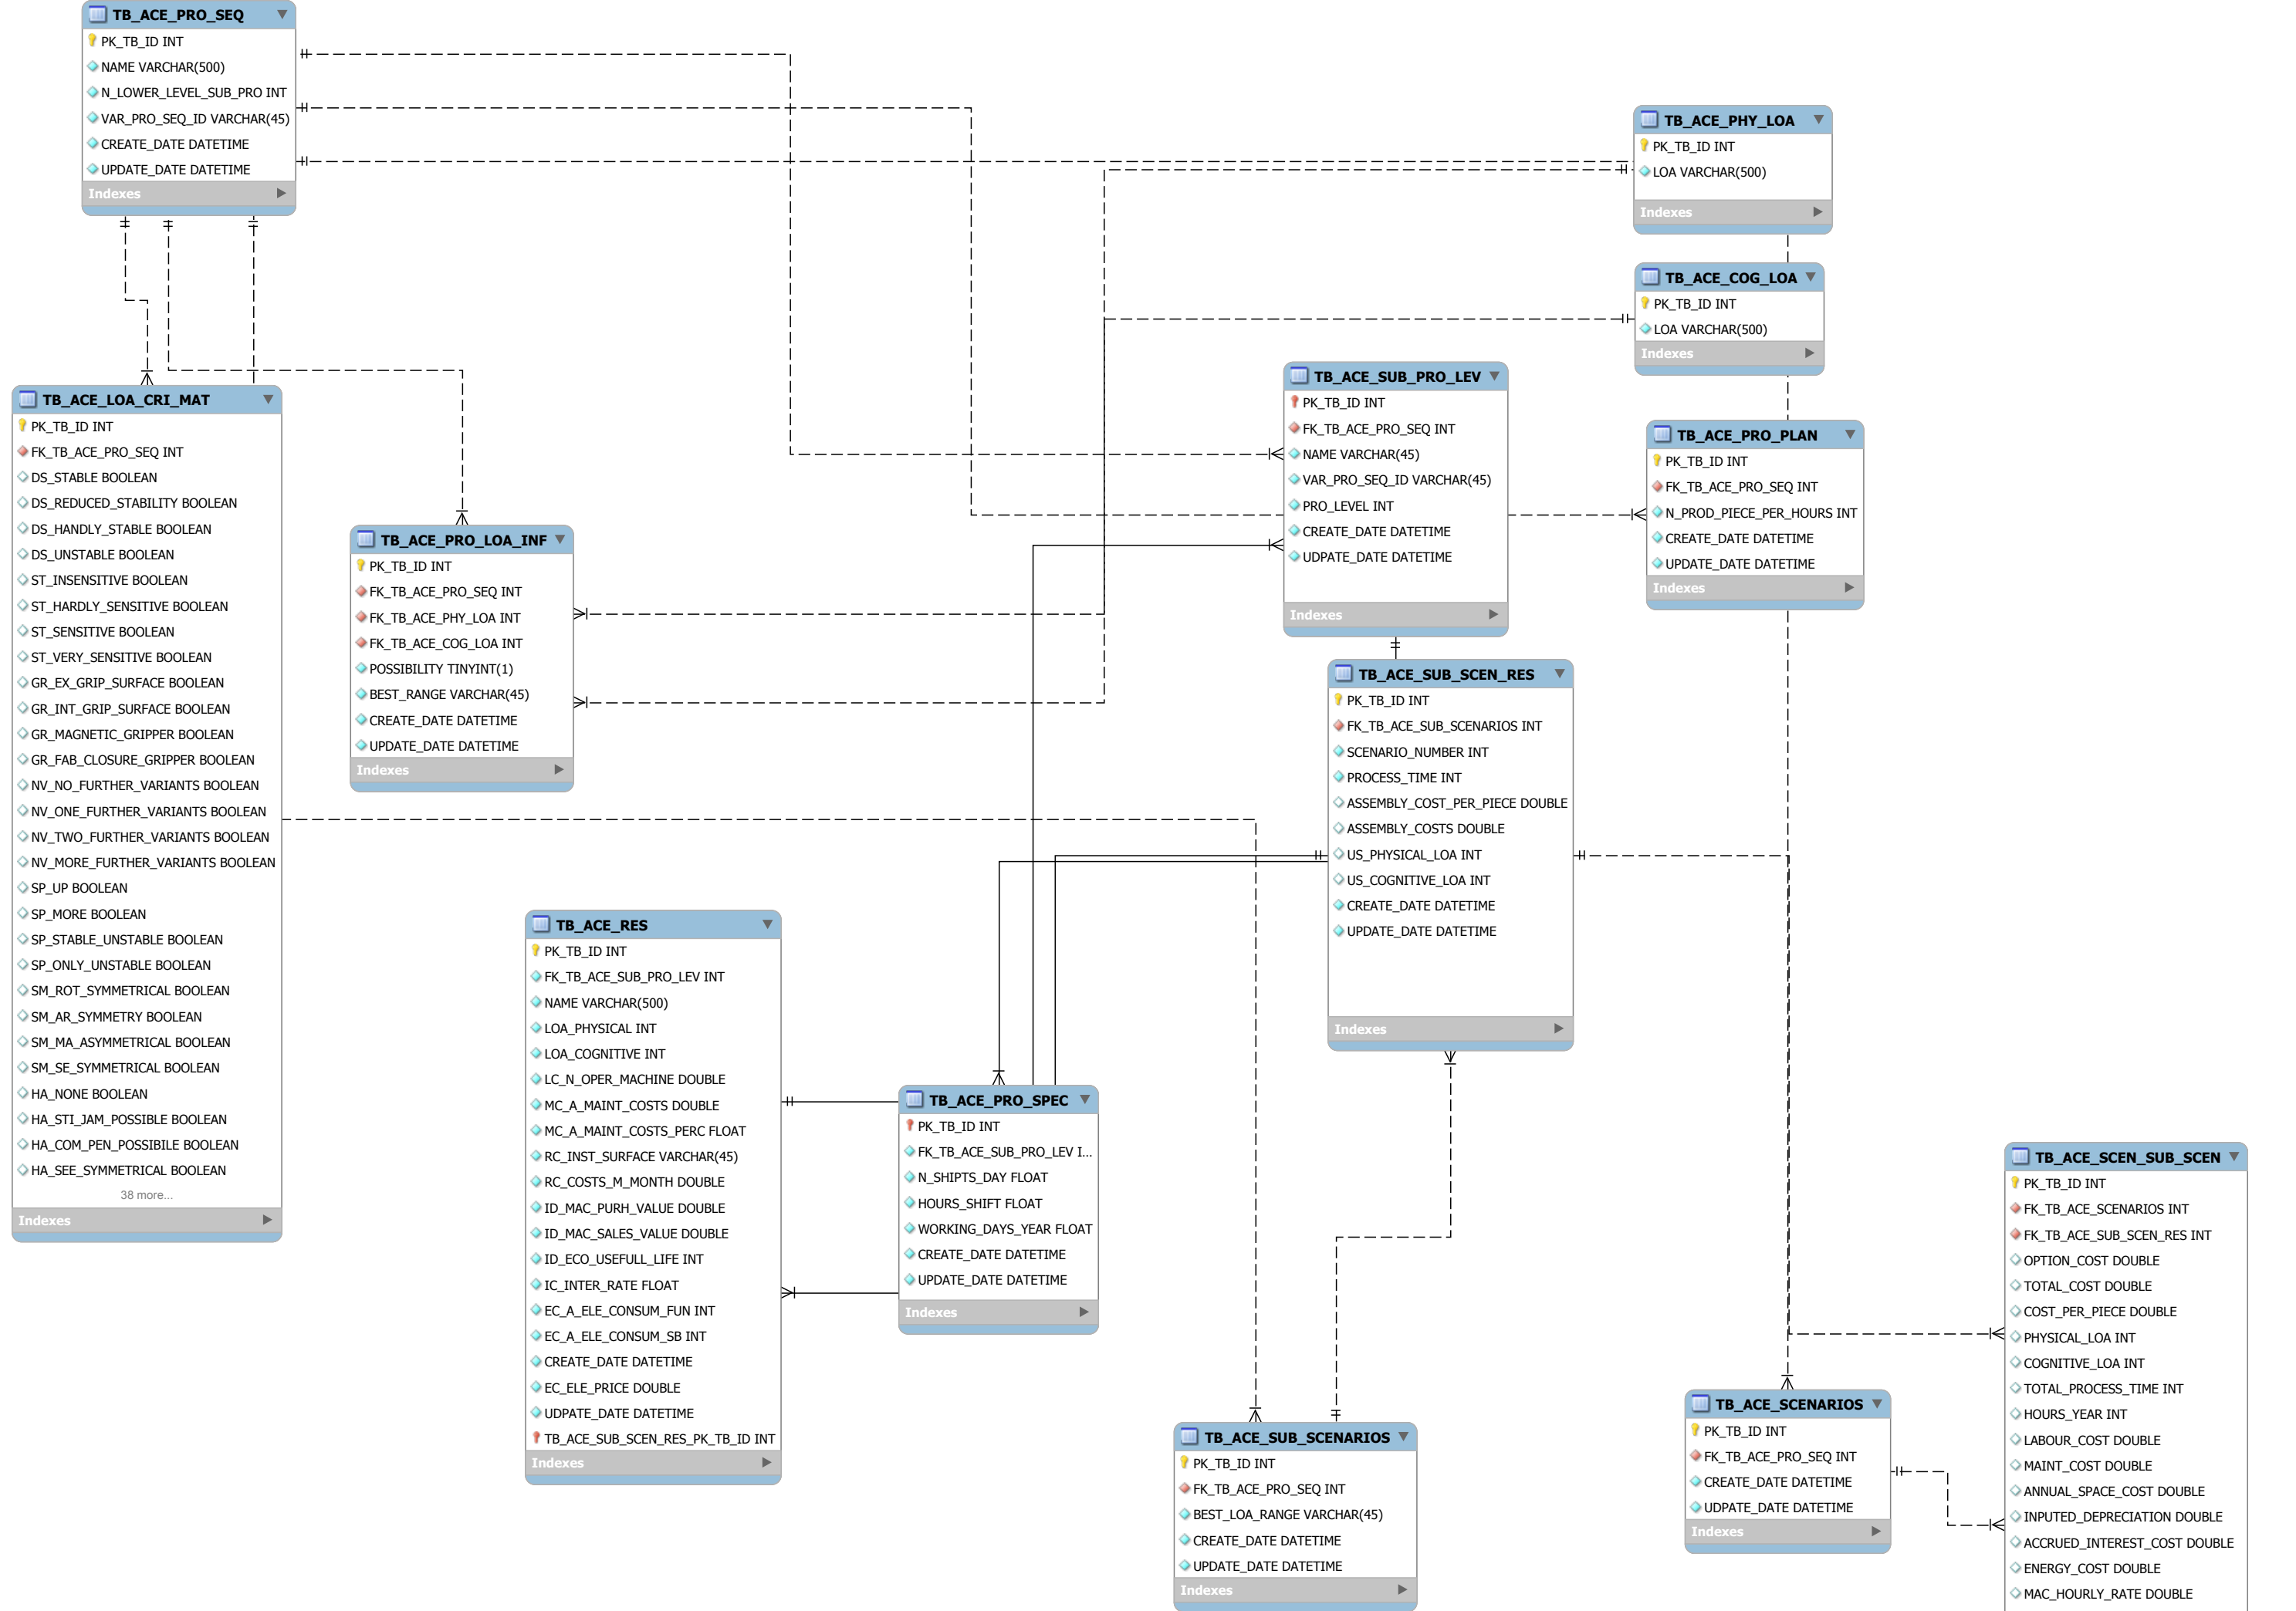 TB_ACE_PRO_SEQ
PK_TB_ID INT
NAME VARCHAR(500)
N_LOWER_LEVEL_SUB_PRO INT
VAR_PRO_SEQ_ID VARCHAR(45)
CREATE_DATE DATETIME
UPDATE_DATE DATETIME
Indexes
TB_ACE_PHY_LOA
PK_TB_ID INT
LOA VARCHAR(500)
Indexes
TB_ACE_COG_LOA
PK_TB_ID INT
LOA VARCHAR(500)
Indexes
TB_ACE_LOA_CRI_MAT
PK_TB_ID INT
FK_TB_ACE_PRO_SEQ INT
DS_STABLE BOOLEAN
DS_REDUCED_STABILITY BOOLEAN
DS_HANDLY_STABLE BOOLEAN
DS_UNSTABLE BOOLEAN
ST_INSENSITIVE BOOLEAN
ST_HARDLY_SENSITIVE BOOLEAN
ST_SENSITIVE BOOLEAN
ST_VERY_SENSITIVE BOOLEAN
GR_EX_GRIP_SURFACE BOOLEAN
GR_INT_GRIP_SURFACE BOOLEAN
GR_MAGNETIC_GRIPPER BOOLEAN
GR_FAB_CLOSURE_GRIPPER BOOLEAN
NV_NO_FURTHER_VARIANTS BOOLEAN
NV_ONE_FURTHER_VARIANTS BOOLEAN
NV_TWO_FURTHER_VARIANTS BOOLEAN
NV_MORE_FURTHER_VARIANTS BOOLEAN
SP_UP BOOLEAN
SP_MORE BOOLEAN
SP_STABLE_UNSTABLE BOOLEAN
SP_ONLY_UNSTABLE BOOLEAN
SM_ROT_SYMMETRICAL BOOLEAN
SM_AR_SYMMETRY BOOLEAN
SM_MA_ASYMMETRICAL BOOLEAN
SM_SE_SYMMETRICAL BOOLEAN
HA_NONE BOOLEAN
HA_STI_JAM_POSSIBLE BOOLEAN
HA_COM_PEN_POSSIBILE BOOLEAN
HA_SEE_SYMMETRICAL BOOLEAN
38 more...
Indexes
TB_ACE_PRO_LOA_INF
PK_TB_ID INT
FK_TB_ACE_PRO_SEQ INT
FK_TB_ACE_PHY_LOA INT
FK_TB_ACE_COG_LOA INT
POSSIBILITY TINYINT(1)
BEST_RANGE VARCHAR(45)
CREATE_DATE DATETIME
UPDATE_DATE DATETIME
Indexes
TB_ACE_SUB_PRO_LEV
PK_TB_ID INT
FK_TB_ACE_PRO_SEQ INT
NAME VARCHAR(45)
VAR_PRO_SEQ_ID VARCHAR(45)
PRO_LEVEL INT
CREATE_DATE DATETIME
UDPATE_DATE DATETIME
Indexes
TB_ACE_PRO_PLAN
PK_TB_ID INT
FK_TB_ACE_PRO_SEQ INT
N_PROD_PIECE_PER_HOURS INT
CREATE_DATE DATETIME
UPDATE_DATE DATETIME
Indexes
TB_ACE_SUB_SCEN_RES
PK_TB_ID INT
FK_TB_ACE_SUB_SCENARIOS INT
SCENARIO_NUMBER INT
PROCESS_TIME INT
ASSEMBLY_COST_PER_PIECE DOUBLE
ASSEMBLY_COSTS DOUBLE
US_PHYSICAL_LOA INT
US_COGNITIVE_LOA INT
CREATE_DATE DATETIME
UPDATE_DATE DATETIME
Indexes
TB_ACE_RES
PK_TB_ID INT
FK_TB_ACE_SUB_PRO_LEV INT
NAME VARCHAR(500)
LOA_PHYSICAL INT
LOA_COGNITIVE INT
LC_N_OPER_MACHINE DOUBLE
MC_A_MAINT_COSTS DOUBLE
MC_A_MAINT_COSTS_PERC FLOAT
RC_INST_SURFACE VARCHAR(45)
RC_COSTS_M_MONTH DOUBLE
ID_MAC_PURH_VALUE DOUBLE
ID_MAC_SALES_VALUE DOUBLE
ID_ECO_USEFULL_LIFE INT
IC_INTER_RATE FLOAT
EC_A_ELE_CONSUM_FUN INT
EC_A_ELE_CONSUM_SB INT
CREATE_DATE DATETIME
EC_ELE_PRICE DOUBLE
UDPATE_DATE DATETIME
TB_ACE_SUB_SCEN_RES_PK_TB_ID INT
Indexes
TB_ACE_PRO_SPEC
PK_TB_ID INT
FK_TB_ACE_SUB_PRO_LEV I...
N_SHIPTS_DAY FLOAT
HOURS_SHIFT FLOAT
WORKING_DAYS_YEAR FLOAT
CREATE_DATE DATETIME
UPDATE_DATE DATETIME
Indexes
TB_ACE_SUB_SCENARIOS
PK_TB_ID INT
FK_TB_ACE_PRO_SEQ INT
BEST_LOA_RANGE VARCHAR(45)
CREATE_DATE DATETIME
UPDATE_DATE DATETIME
Indexes
TB_ACE_SCENARIOS
PK_TB_ID INT
FK_TB_ACE_PRO_SEQ INT
CREATE_DATE DATETIME
UDPATE_DATE DATETIME
Indexes
TB_ACE_SCEN_SUB_SCEN
PK_TB_ID INT
FK_TB_ACE_SCENARIOS INT
FK_TB_ACE_SUB_SCEN_RES INT
OPTION_COST DOUBLE
TOTAL_COST DOUBLE
COST_PER_PIECE DOUBLE
PHYSICAL_LOA INT
COGNITIVE_LOA INT
TOTAL_PROCESS_TIME INT
HOURS_YEAR INT
LABOUR_COST DOUBLE
MAINT_COST DOUBLE
ANNUAL_SPACE_COST DOUBLE
INPUTED_DEPRECIATION DOUBLE
ACCRUED_INTEREST_COST DOUBLE
ENERGY_COST DOUBLE
MAC_HOURLY_RATE DOUBLE